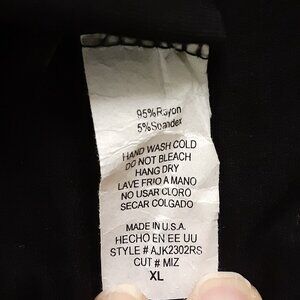 95% Rayon
5% Spandex
HAND WASH COLD
DO NOT BLEACH
HANG DRY
LAVE FRIO A MANO
NO USAR CLORO
SECAR COLGADO
MADE IN U.S.A.
HECHO EN EE UU
STYLE # AJK2302RS
CUT # MIZ
XL